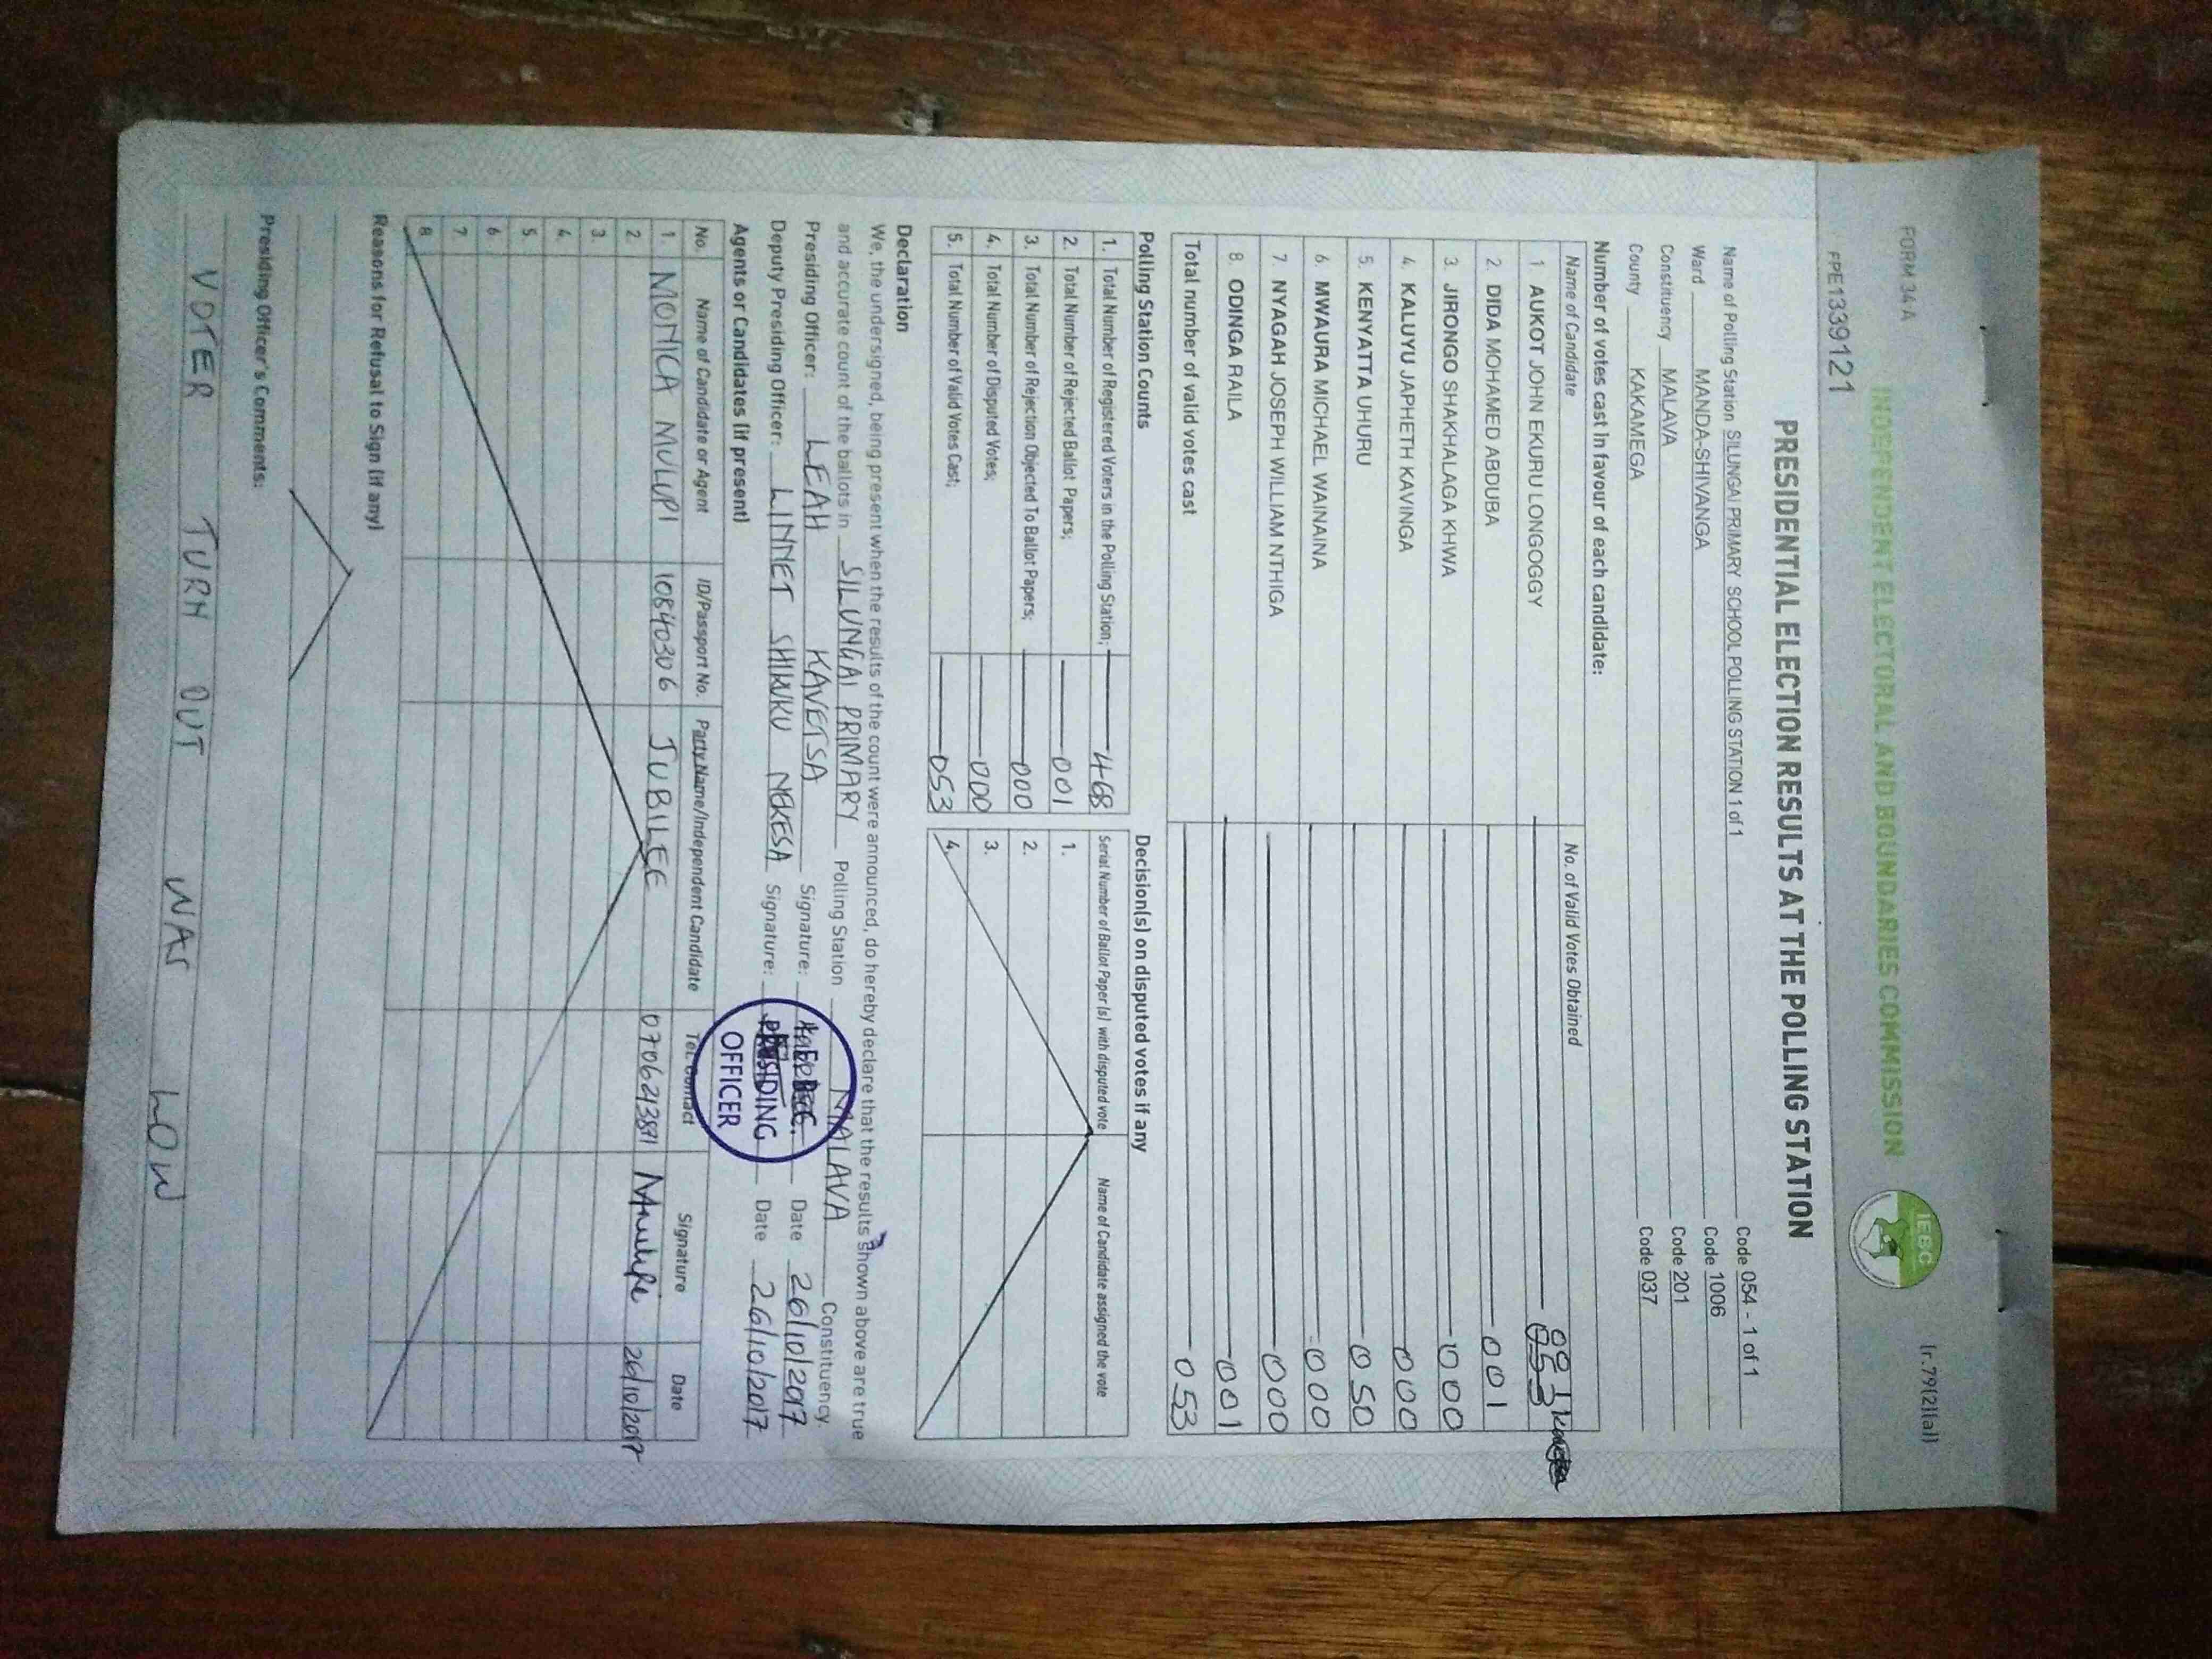 FORM 34A
(r.79(2)(a))
INDEPENDENT ELECTORAL AND BOUNDARIES COMMISSION
IEBC
FPE1339121
PRESIDENTIAL ELECTION RESULTS AT THE POLLING STATION
Name of Polling Station SILUNGAI PRIMARY SCHOOL POLLING STATION 1 of 1 Code 054 - 1 of 1
Ward MANDA-SHIVANGA Code 1006
Constituency MALAVA Code 201
County KAKAMEGA Code 037
Number of votes cast in favour of each candidate:
Name of Candidate No. of Valid Votes Obtained
1 AUKOT JOHN EKURU LONGOGGY 053 001
2. DIDA MOHAMED ABDUBA 001
3. JIRONGO SHAKHALAGA KHWA 000
4. KALUYU JAPHETH KAVINGA 000
5. KENYATTA UHURU 050
6. MWAURA MICHAEL WAINAINA 000
7 NYAGAH JOSEPH WILLIAM NTHIGA 000
8. ODINGA RAILA 001
Total number of valid votes cast 053
Polling Station Counts
1. Total Number of Registered Voters in the Polling Station; 468
2. Total Number of Rejected Ballot Papers; 001
3. Total Number of Rejection Objected To Ballot Papers; 000
4. Total Number of Disputed Votes; 000
5. Total Number of Valid Votes Cast; 053
Decision(s) on disputed votes if any
Serial Number of Ballot Paper(s) with disputed vote Name of Candidate assigned the vote
1.
2.
3.
4.
Declaration
We, the undersigned, being present when the results of the count were announced, do hereby declare that the results shown above are true
and accurate count of the ballots in SILUNGAI PRIMARY Polling Station MALAVA Constituency.
Presiding Officer: LEAH KAVETSA Signature: Date 26/10/2017
Deputy Presiding Officer: LINNET SHIKUKU NEKESA Signature: Date 26/10/2017
PRESIDING
OFFICER
Agents or Candidates (if present)
No. Name of Candidate or Agent ID/Passport No. Party Name/Independent Candidate Tel. Contact Signature Date
1. MONICA MULUPI 10840306 JUBILEE 0706213891 26/10/2017
2.
3.
4.
5.
6.
7.
8.
Reasons for Refusal to Sign (if any)
Presiding Officer's Comments:
VOTER TURN OUT WAS LOW